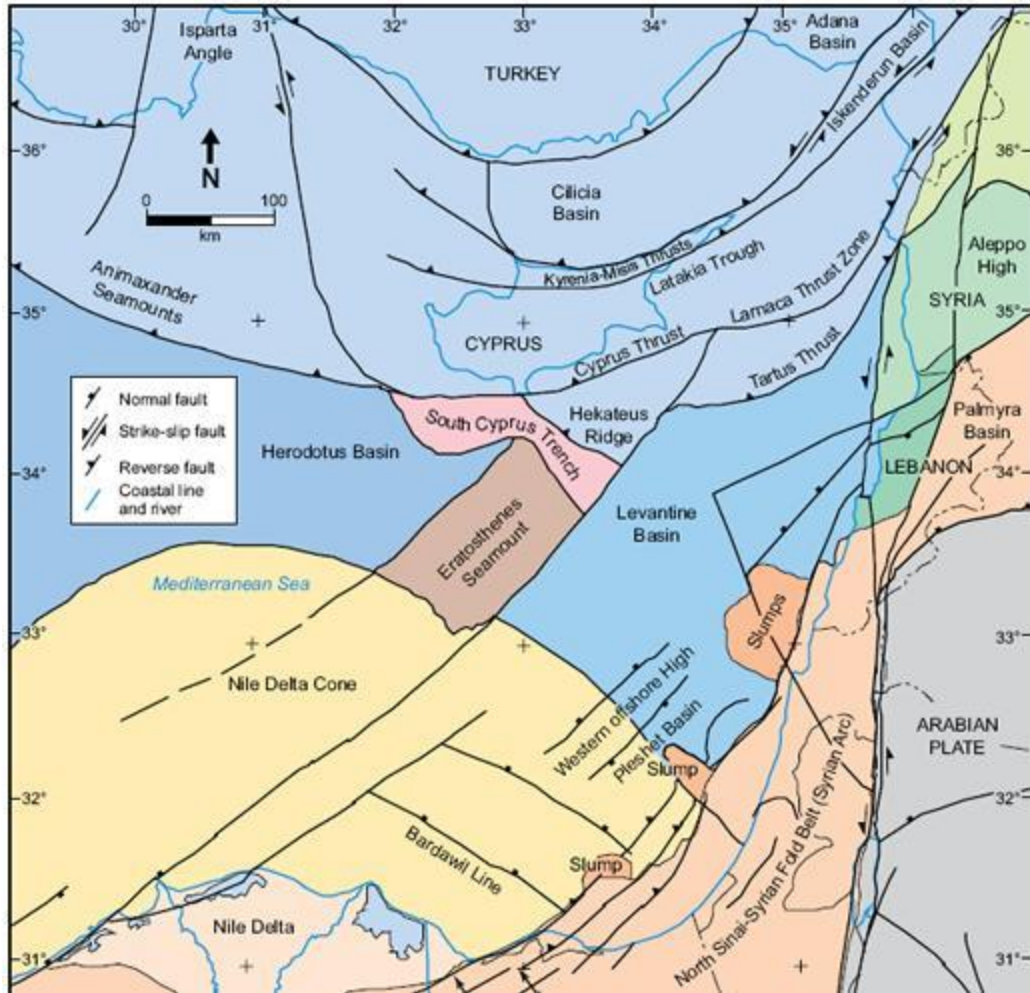 30°
31°
32°
33°
34°
35°
Isparta
Angle
Adana
Basin
TURKEY
Iskenderun Basin
36°
36°
N
0
100
km
Cilicia
Basin
Aleppo
High
Kyrenia-Misis Thrusts
Latakia Trough
Animaxander
Seamounts
Larnaca Thrust Zone
SYRIA
35°
35°
CYPRUS
Cyprus Thrust
Tartus Thrust
Normal fault
Strike-slip fault
Reverse fault
Coastal line
and river
South Cyprus Trench
Hekateus
Ridge
Palmyra
Basin
Herodotus Basin
34°
LEBANON
34°
Levantine
Basin
Eratosthenes
Seamount
Mediterranean Sea
Slumps
33°
33°
Nile Delta Cone
Western offshore High
Pleshet Basin
ARABIAN
PLATE
Slump
32°
32°
Bardawil Line
Slump
North Sinai-Syrian Fold Belt (Syrian Arc)
Nile Delta
31°
31°